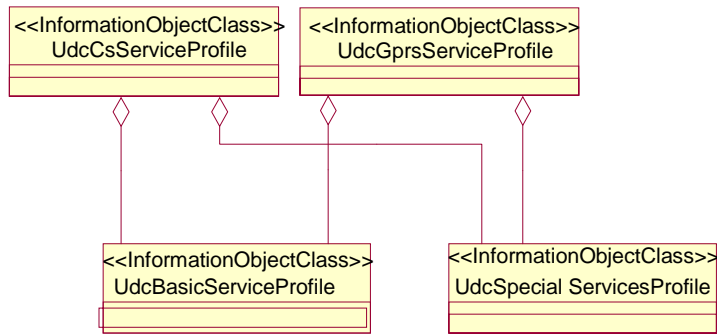 <<InformationObjectClass>>
UdcCsServiceProfile
<<InformationObjectClass>>
UdcGprsServiceProfile
<<InformationObjectClass>>
UdcBasicServiceProfile
<<InformationObjectClass>>
UdcSpecial ServicesProfile